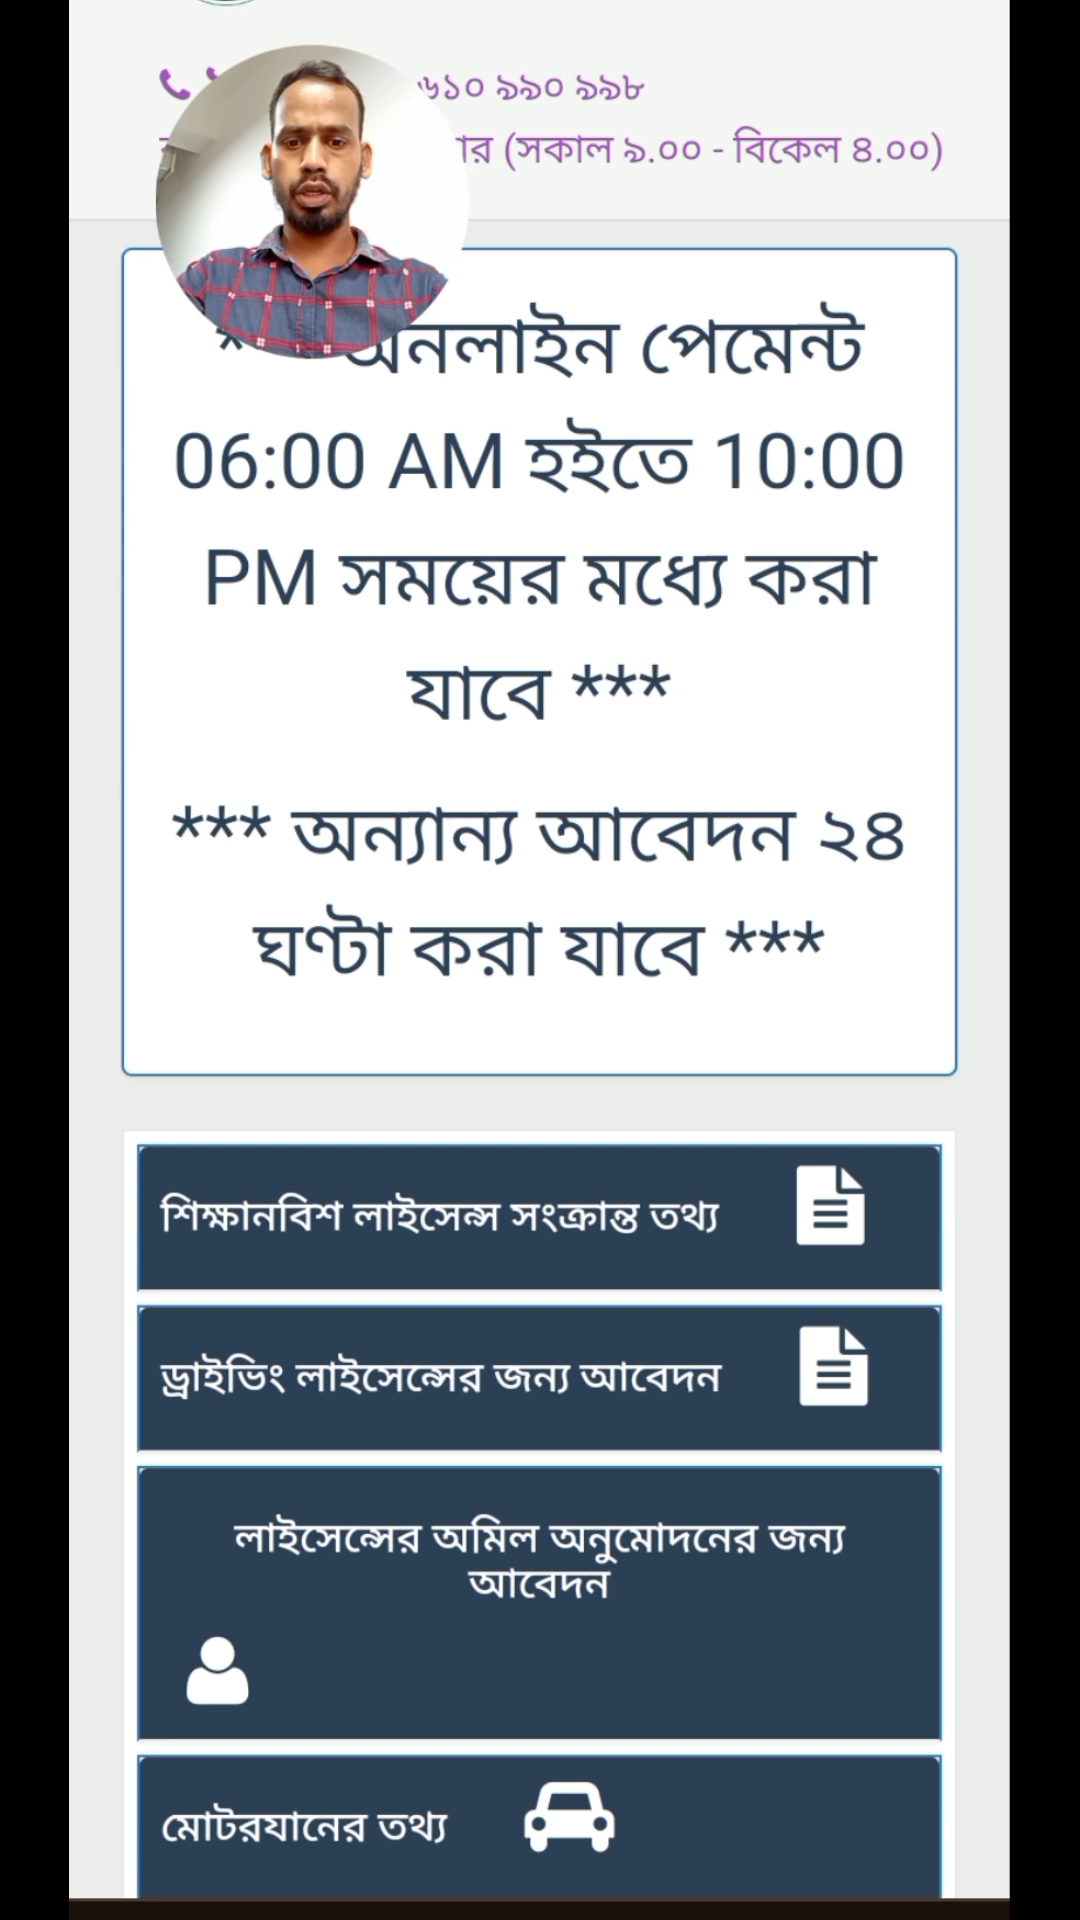 ৬১০ ৯৯০ ৯৯৮
(সকাল ৯.০০ - বিকেল ৪.০০)
অনলাইন পেমেন্ট
06:00 AM হইতে 10:00
PM সময়ের মধ্যে করা
যাবে ***
*** অন্যান্য আবেদন ২৪
ঘণ্টা করা যাবে ***
শিক্ষানবিশ লাইসেন্স সংক্রান্ত তথ্য
ড্রাইভিং লাইসেন্সের জন্য আবেদন
লাইসেন্সের অমিল অনুমোদনের জন্য
আবেদন
মোটরযানের তথ্য